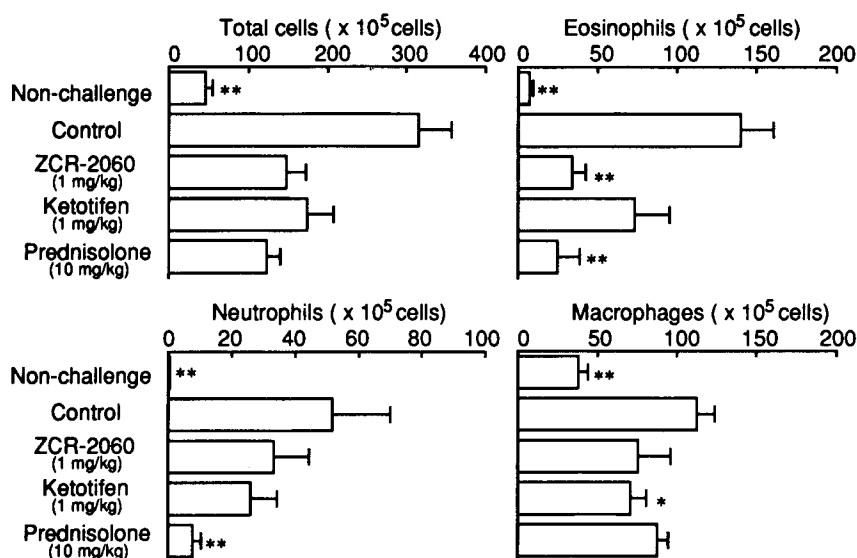 Total cells ( x 10⁵ cells)
0 100 200 300 400
Eosinophils ( x 10⁵ cells)
0 50 100 150 200
Non-challenge
Control
ZCR-2060
(1 mg/kg)
Ketotifen
(1 mg/kg)
Prednisolone
(10 mg/kg)
**
**
**
**
Neutrophils ( x 10⁵ cells)
0 20 40 60 80 100
Macrophages ( x 10⁵ cells)
0 50 100 150 200
Non-challenge
Control
ZCR-2060
(1 mg/kg)
Ketotifen
(1 mg/kg)
Prednisolone
(10 mg/kg)
**
**
**
*